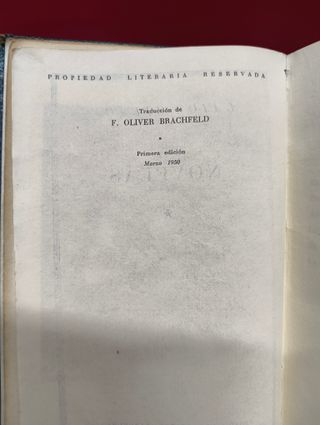 PROPIEDAD LITERARIA RESERVADA
Traducción de
F. OLIVER BRACHFELD
Primera edición
Marzo 1950